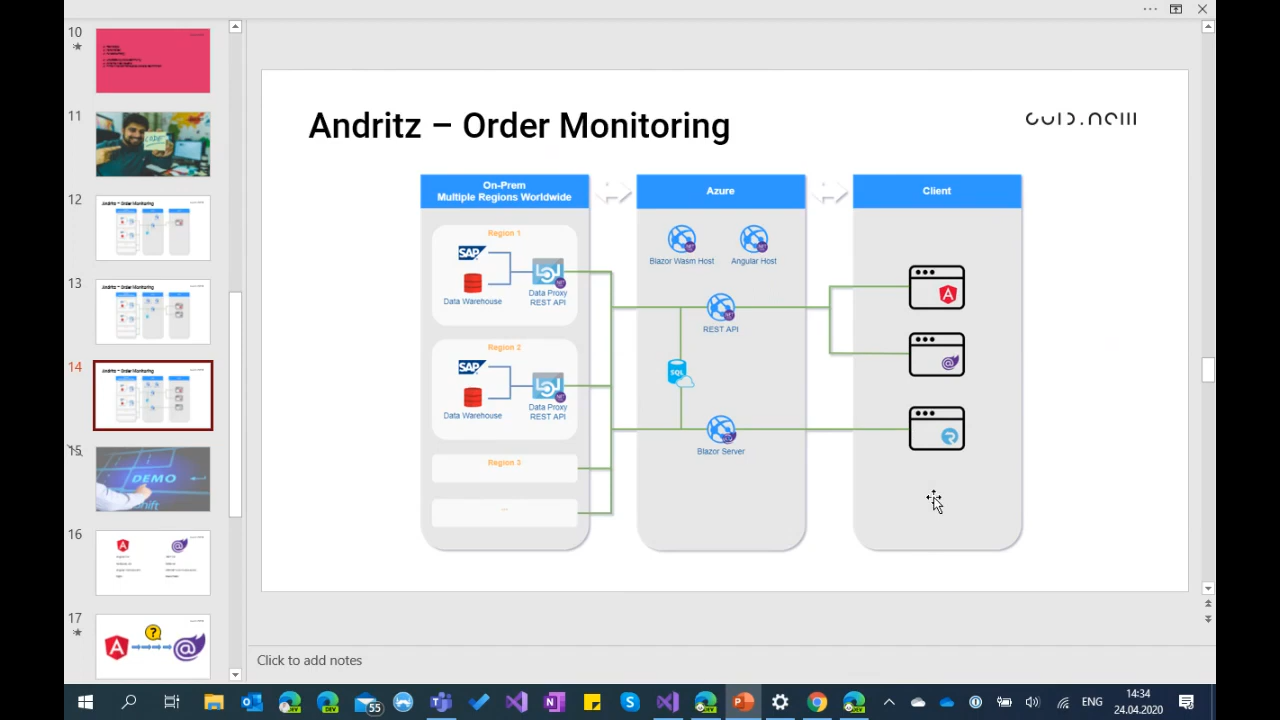 10
11
CODE
12
Andritz – Order Monitoring
13
Andritz – Order Monitoring
14
Andritz – Order Monitoring
15
DEMO
Shift
16
17
?
Andritz – Order Monitoring
On-Prem
Multiple Regions Worldwide
Azure
Client
Region 1
SAP
Data Warehouse
Data Proxy
REST API
Blazor Wasm Host
Angular Host
REST API
Region 2
SAP
Data Warehouse
Data Proxy
REST API
SQL
Blazor Server
Region 3
...
Click to add notes
55
ENG
14:34
24.04.2020